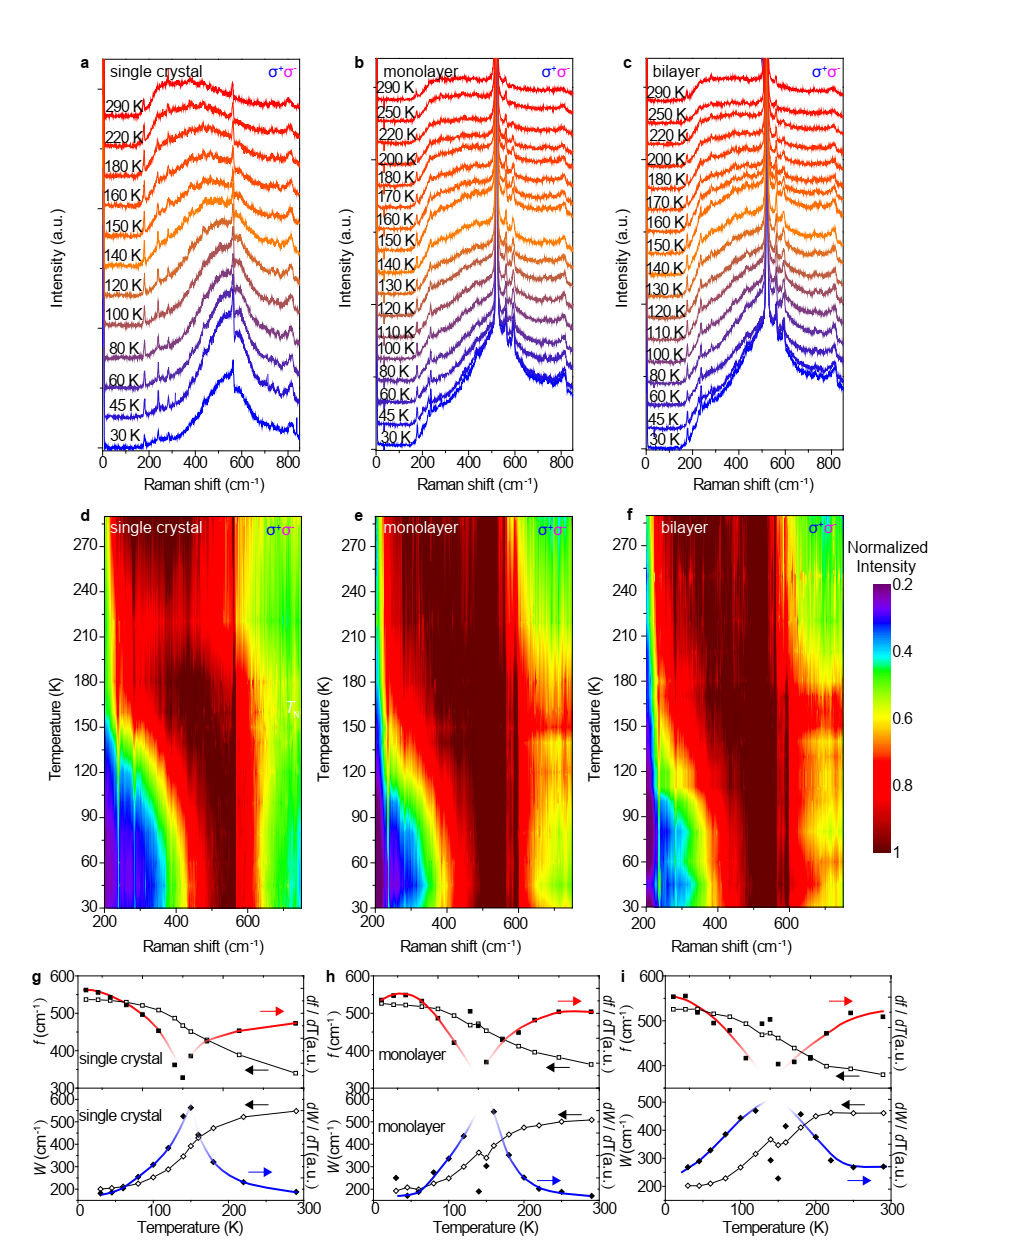 a
single crystal
σ⁺σ⁻
290 K
220 K
180 K
160 K
150 K
140 K
120 K
100 K
80 K
60 K
45 K
30 K
Intensity (a.u.)
0 200 400 600 800
Raman shift (cm⁻¹)
b
monolayer
σ⁺σ⁻
290 K
250 K
220 K
200 K
180 K
170 K
160 K
150 K
140 K
130 K
120 K
110 K
100 K
80 K
60 K
45 K
30 K
Intensity (a.u.)
0 200 400 600 800
Raman shift (cm⁻¹)
c
bilayer
σ⁺σ⁻
290 K
250 K
220 K
200 K
180 K
170 K
160 K
150 K
140 K
130 K
120 K
110 K
100 K
80 K
60 K
45 K
30 K
Intensity (a.u.)
0 200 400 600 800
Raman shift (cm⁻¹)
d
single crystal
σ⁺σ⁻
T_N
270
240
210
180
150
120
90
60
30
Temperature (K)
200 400 600
Raman shift (cm⁻¹)
e
monolayer
σ⁺σ⁻
270
240
210
180
150
120
90
60
30
Temperature (K)
200 400 600
Raman shift (cm⁻¹)
f
bilayer
σ⁺σ⁻
270
240
210
180
150
120
90
60
30
Temperature (K)
200 400 600
Raman shift (cm⁻¹)
Normalized
Intensity
0.2
0.4
0.6
0.8
1
g
600
500
400
300
f (cm⁻¹)
df / dT(a.u.)
single crystal
600
500
400
300
200
W (cm⁻¹)
dW / dT(a.u.)
single crystal
0 100 200 300
Temperature (K)
h
600
500
400
300
f (cm⁻¹)
df / dT(a.u.)
monolayer
600
500
400
300
200
W (cm⁻¹)
dW / dT(a.u.)
monolayer
0 100 200 300
Temperature (K)
i
600
500
400
f (cm⁻¹)
df / dT(a.u.)
500
400
300
200
W(cm⁻¹)
dW / dT(a.u.)
0 100 200 300
Temperature (K)